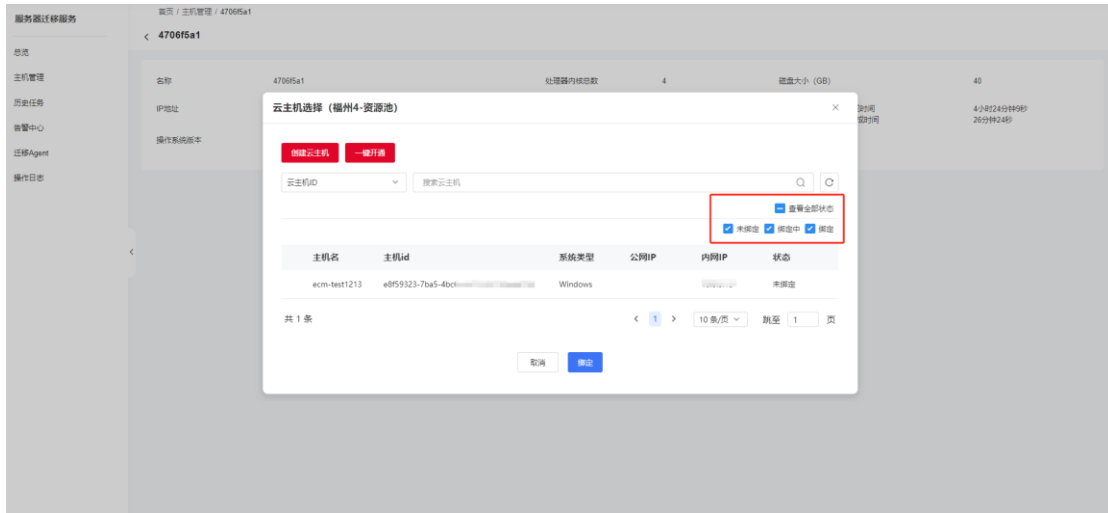 服务器迁移服务
首页 / 主机管理 / 4706f5a1
< 4706f5a1
总览
主机管理
历史任务
告警中心
迁移Agent
操作日志
名称 4706f5a1 处理器内核总数 4 磁盘大小（GB） 40
IP地址 4小时24分钟9秒
26分钟24秒
操作系统版本
云主机选择（福州4-资源池）
创建云主机 一键开通
云主机ID 搜索云主机
查看全部状态
未绑定 绑定中 绑定
主机名 主机id 系统类型 公网IP 内网IP 状态
ecm-test1213 e8f59323-7ba5-4bc Windows 未绑定
共 1 条 < 1 > 10 条/页 跳至 1 页
取消 绑定